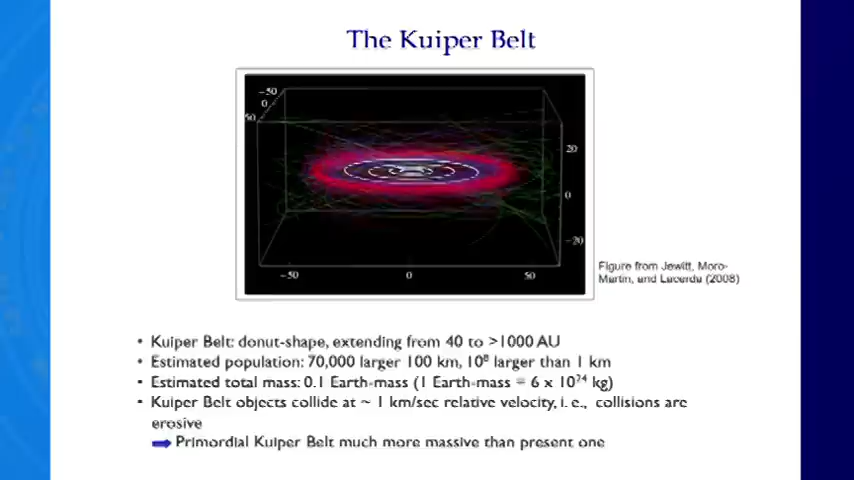 The Kuiper Belt
-50
0
50
20
0
-20
-50 0 50
Figure from Jewitt, Moro-
Martin, and Lacerda (2008)
• Kuiper Belt: donut-shape, extending from 40 to >1000 AU
• Estimated population: 70,000 larger 100 km, 10⁸ larger than 1 km
• Estimated total mass: 0.1 Earth-mass (1 Earth-mass = 6 x 10²⁴ kg)
• Kuiper Belt objects collide at ~ 1 km/sec relative velocity, i. e., collisions are
erosive
➡ Primordial Kuiper Belt much more massive than present one